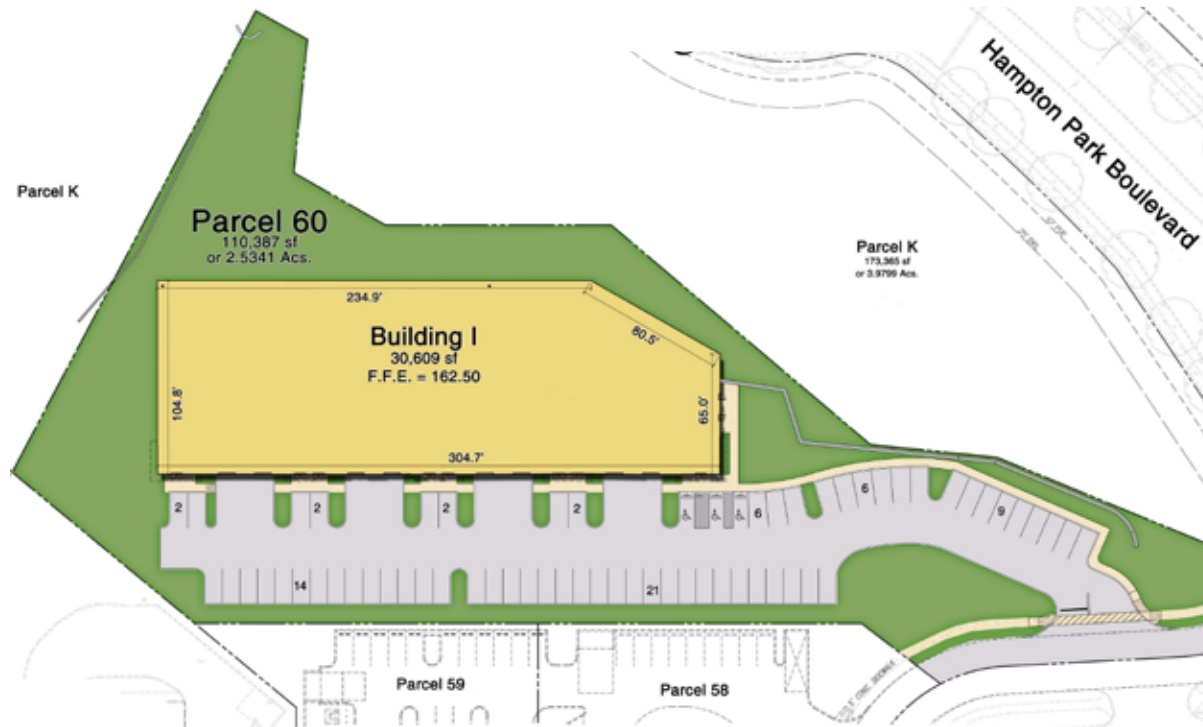 Hampton Park Boulevard
Parcel K
Parcel 60
110,387 sf
or 2.5341 Acs.
Parcel K
173,365 sf
or 3.9799 Acs.
234.9'
80.5'
Building I
30,609 sf
F.F.E. = 162.50
104.8'
65.0'
304.7'
2
2
2
2
6
6
9
14
21
Parcel 59
Parcel 58